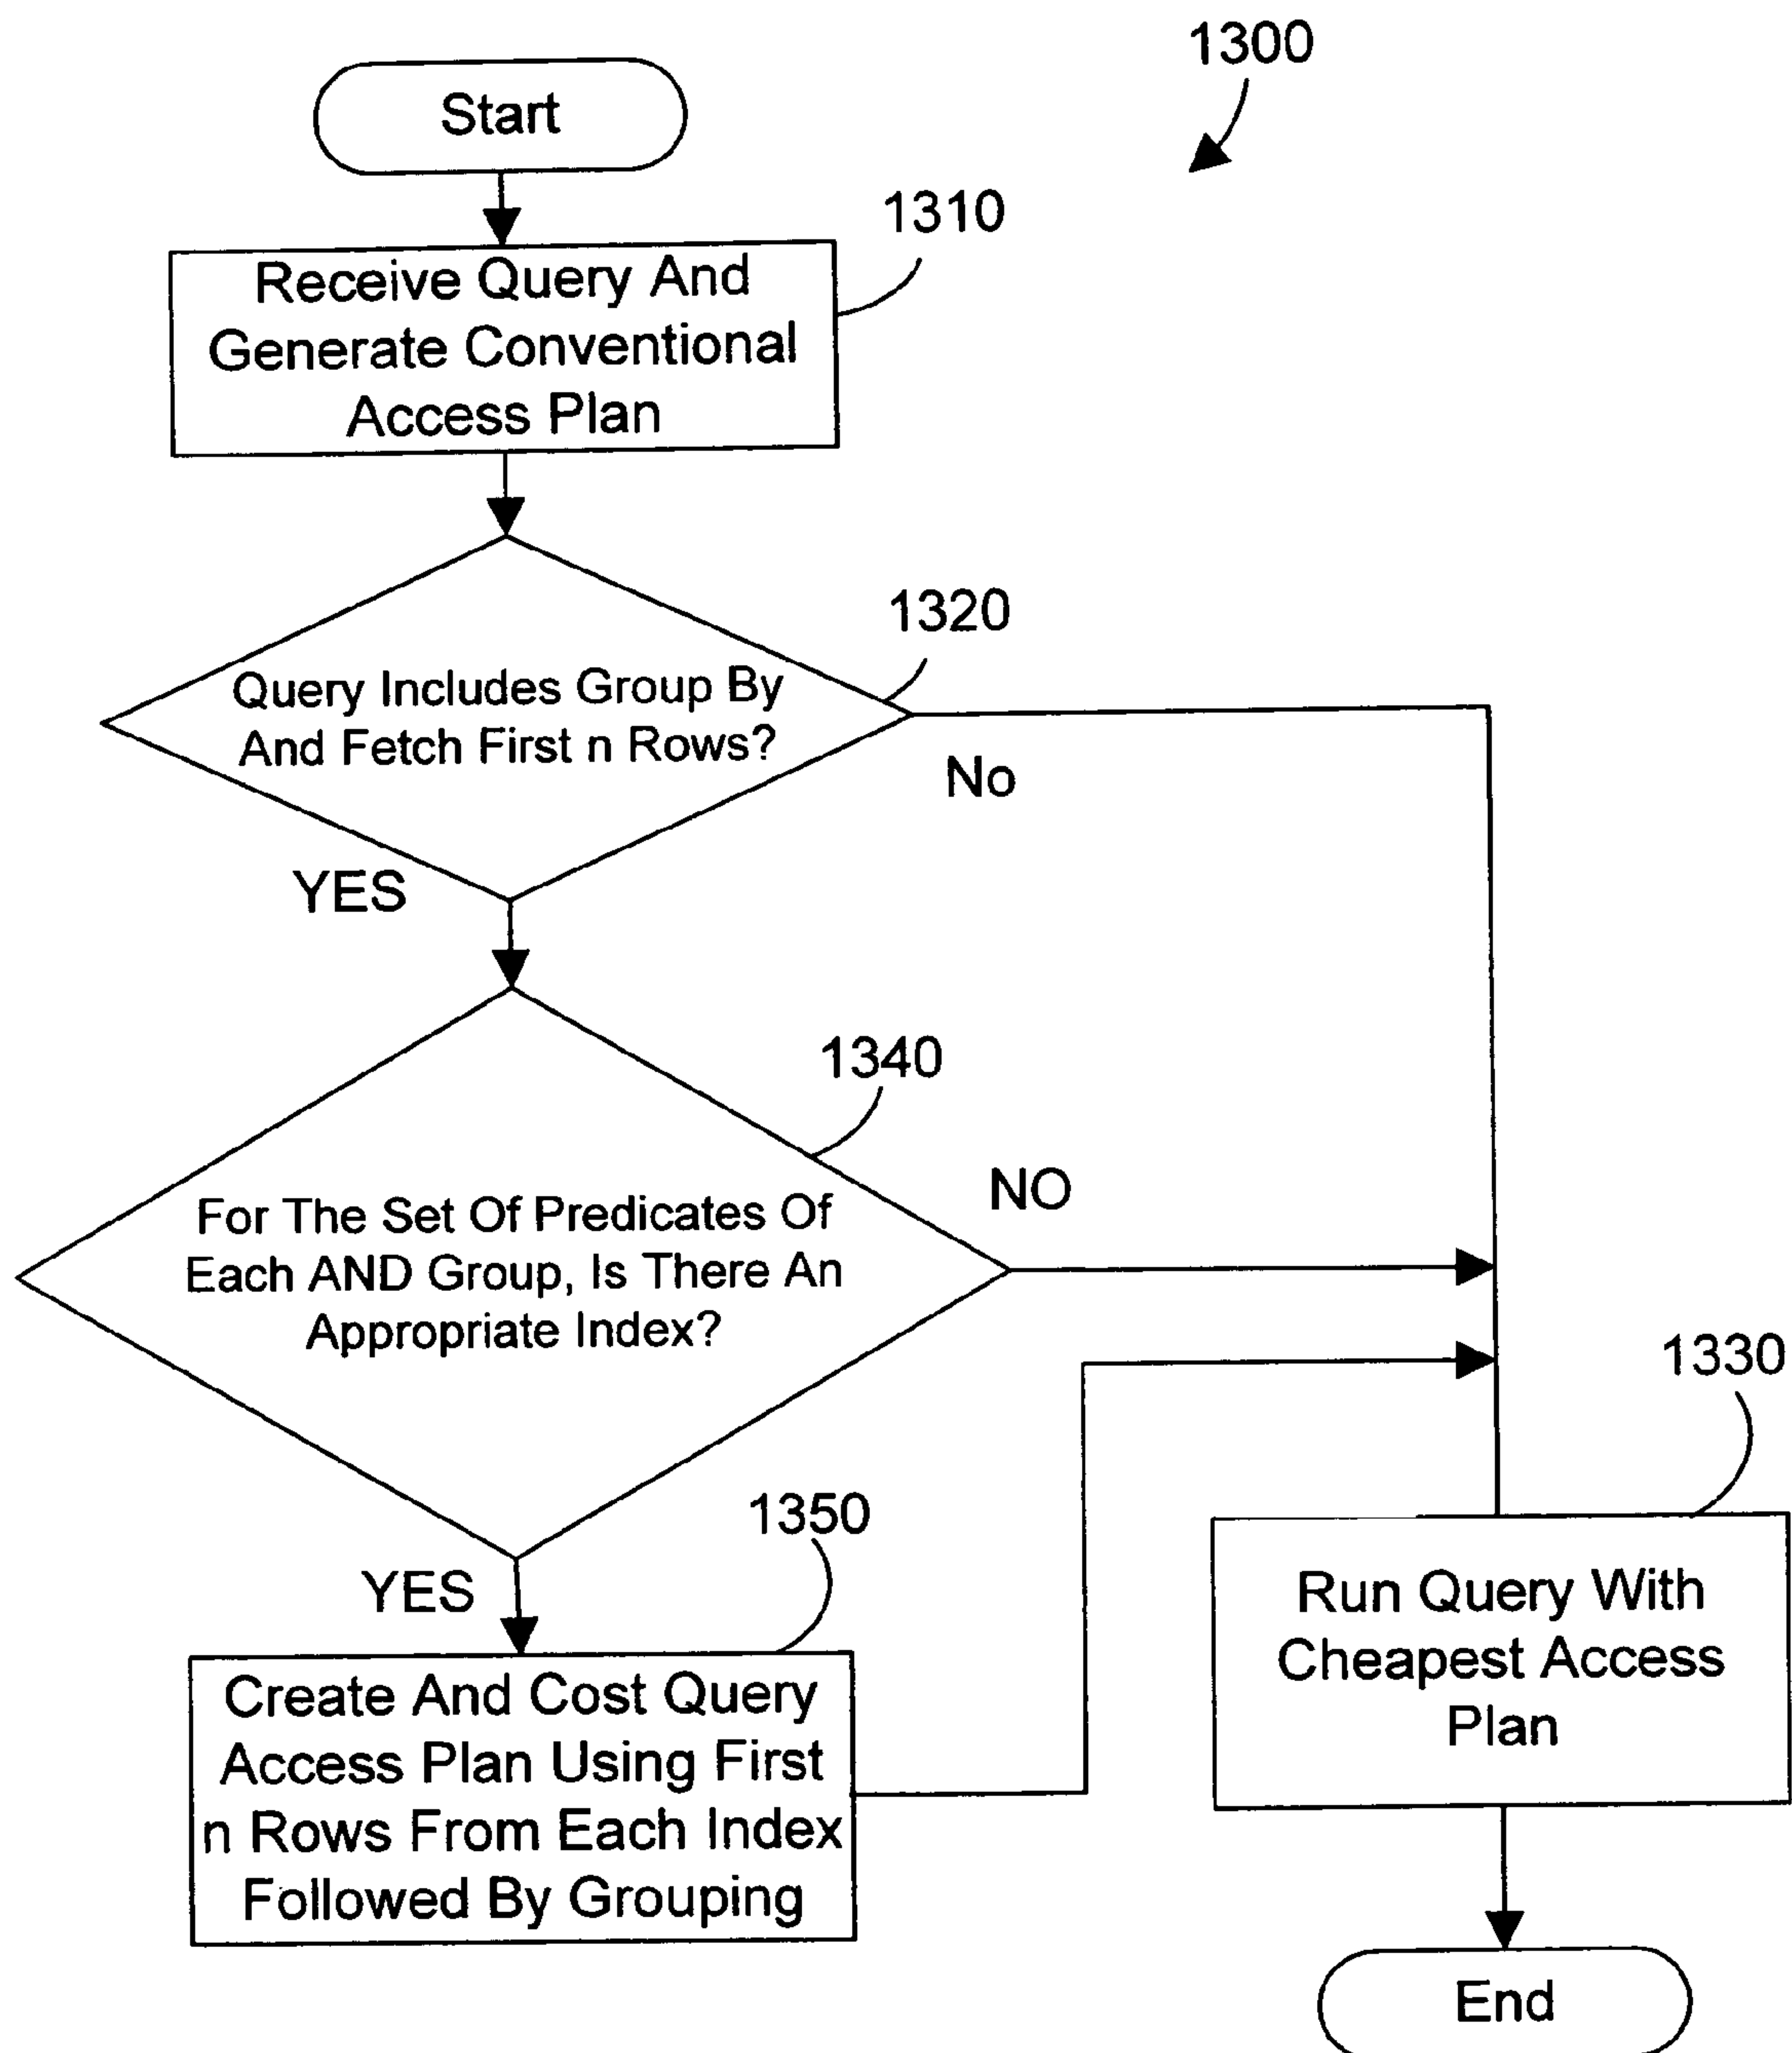 1300
Start
1310
Receive Query And
Generate Conventional
Access Plan
1320
Query Includes Group By
And Fetch First n Rows?
No
YES
1340
For The Set Of Predicates Of
Each AND Group, Is There An
Appropriate Index?
NO
1330
1350
YES
Run Query With
Cheapest Access
Plan
Create And Cost Query
Access Plan Using First
n Rows From Each Index
Followed By Grouping
End